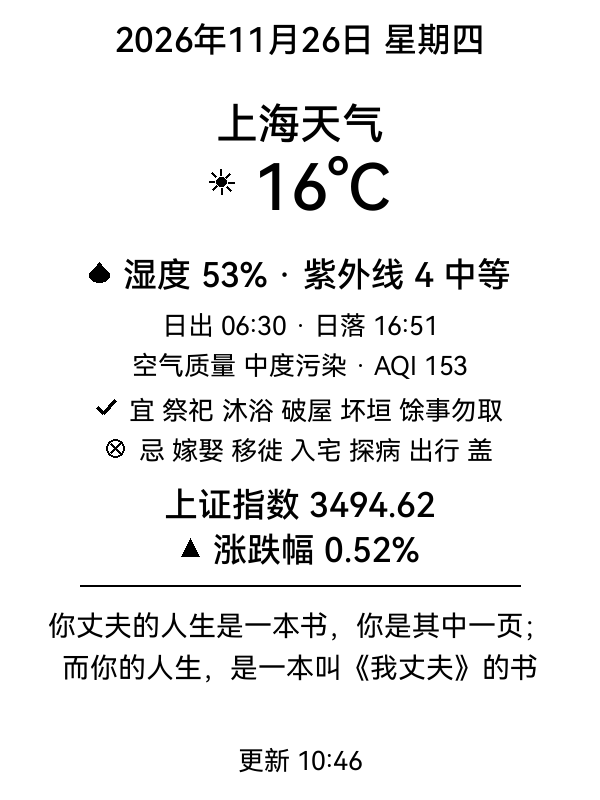 2026年11月26日 星期四
上海天气
16°C
湿度 53% · 紫外线 4 中等
日出 06:30 · 日落 16:51
空气质量 中度污染 · AQI 153
宜 祭祀 沐浴 破屋 坏垣 馀事勿取
忌 嫁娶 移徙 入宅 探病 出行 盖
上证指数 3494.62
▲ 涨跌幅 0.52%
你丈夫的人生是一本书，你是其中一页；
而你的人生，是一本叫《我丈夫》的书
更新 10:46